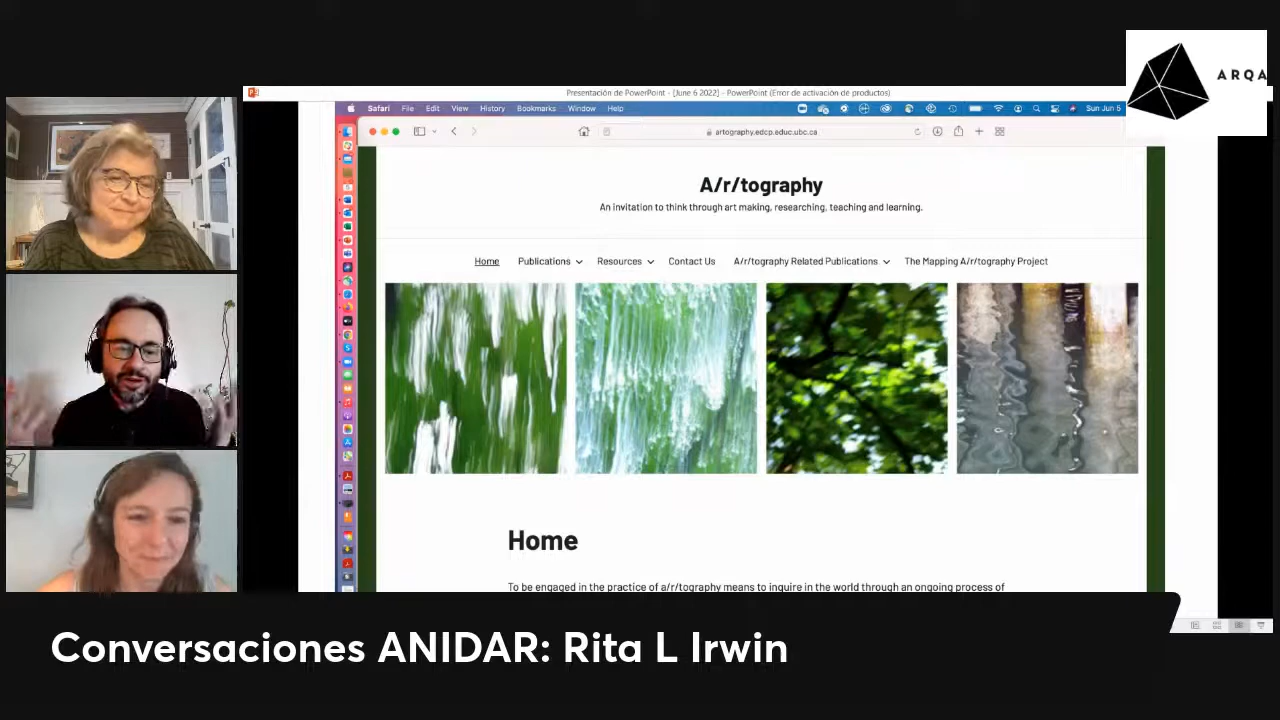 Presentación de PowerPoint - [June 6 2022] - PowerPoint (Error de activación de productos)
Safari File Edit View History Bookmarks Window Help
Sun Jun 5
ARQA
artography.edcp.educ.ubc.ca
A/r/tography
An invitation to think through art making, researching, teaching and learning.
Home Publications Resources Contact Us A/r/tography Related Publications The Mapping A/r/tography Project
Home
To be engaged in the practice of a/r/tography means to inquire in the world through an ongoing process of
Conversaciones ANIDAR: Rita L Irwin